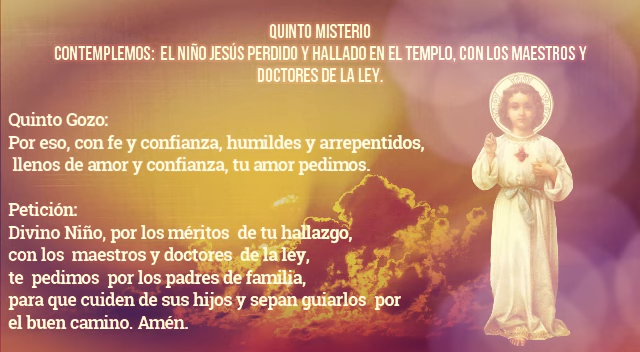 QUINTO MISTERIO
CONTEMPLEMOS: EL NIÑO JESÚS PERDIDO Y HALLADO EN EL TEMPLO, CON LOS MAESTROS Y
DOCTORES DE LA LEY.
Quinto Gozo:
Por eso, con fe y confianza, humildes y arrepentidos,
llenos de amor y confianza, tu amor pedimos.
Petición:
Divino Niño, por los méritos de tu hallazgo,
con los maestros y doctores de la ley,
te pedimos por los padres de familia,
para que cuiden de sus hijos y sepan guiarlos por
el buen camino. Amén.